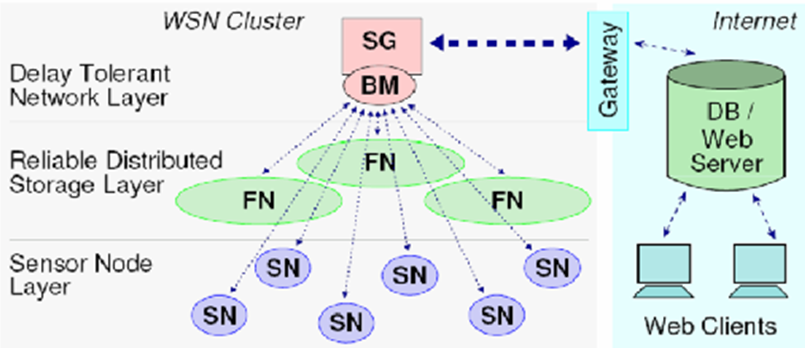 WSN Cluster
SG
BM
Gateway
Internet
Delay Tolerant
Network Layer
DB /
Web
Server
Reliable Distributed
Storage Layer
FN
FN
FN
Sensor Node
Layer
SN
SN
SN
SN
SN
SN
Web Clients